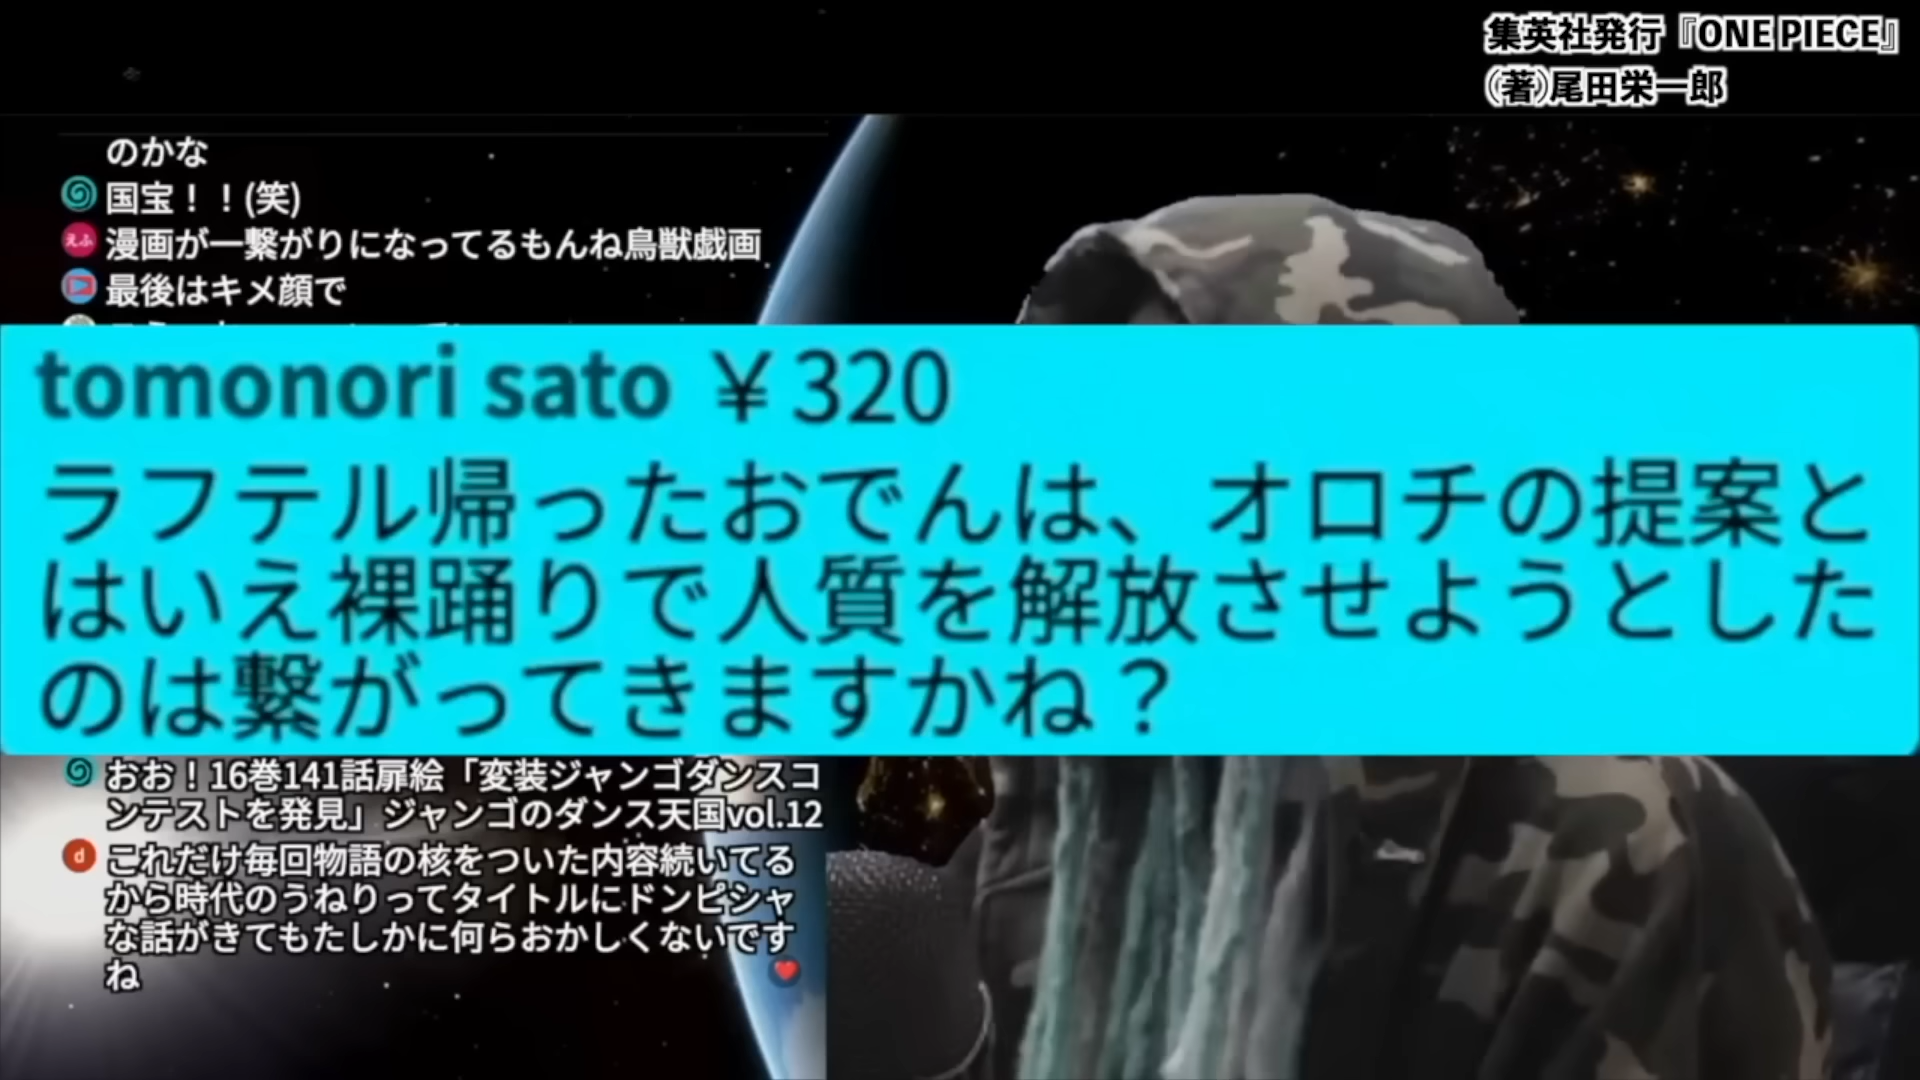 集英社発行『ONE PIECE』
(著)尾田栄一郎
のかな
国宝！！(笑)
えふ 漫画が一繋がりになってるもんね鳥獣戯画
最後はキメ顔で
tomonori sato ￥320
ラフテル帰ったおでんは、オロチの提案と
はいえ裸踊りで人質を解放させようとした
のは繋がってきますかね？
おお！16巻141話扉絵「変装ジャンゴダンスコ
ンテストを発見」ジャンゴのダンス天国vol.12
d これだけ毎回物語の核をついた内容続いてる
から時代のうねりってタイトルにドンピシャ
な話がきてもたしかに何らおかしくないです
ね